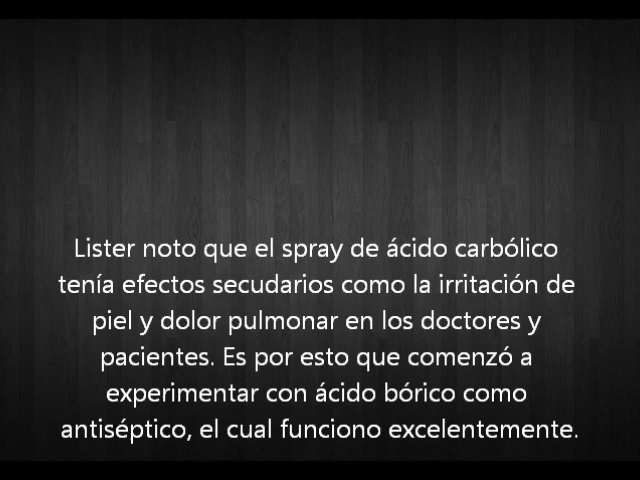 Lister noto que el spray de ácido carbólico
tenía efectos secudarios como la irritación de
piel y dolor pulmonar en los doctores y
pacientes. Es por esto que comenzó a
experimentar con ácido bórico como
antiséptico, el cual funciono excelentemente.